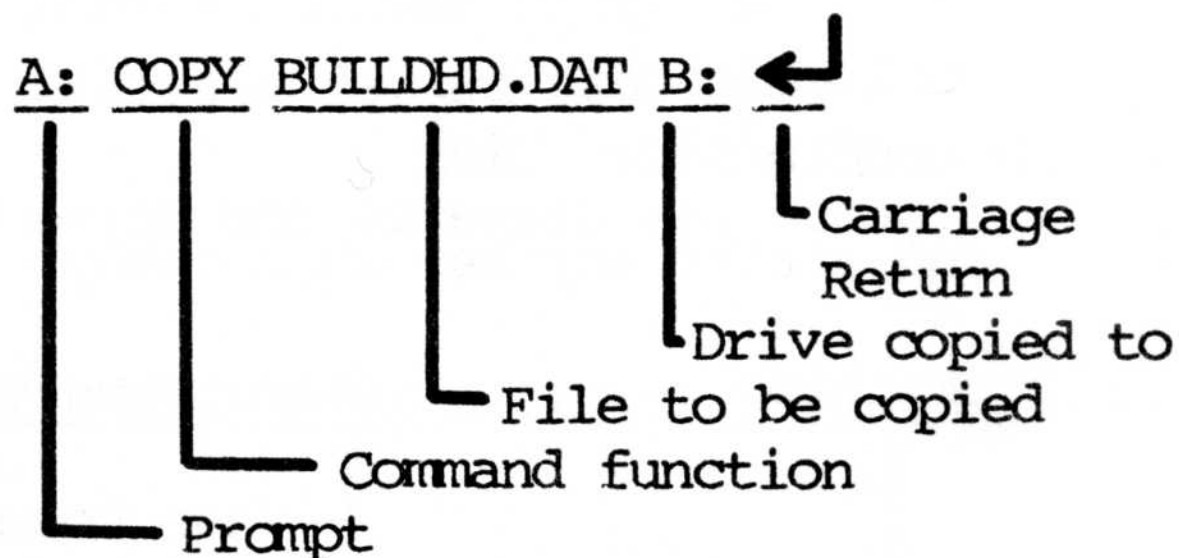 A: COPY BUILDHD.DAT B:
Carriage
Return
Drive copied to
File to be copied
Command function
Prompt